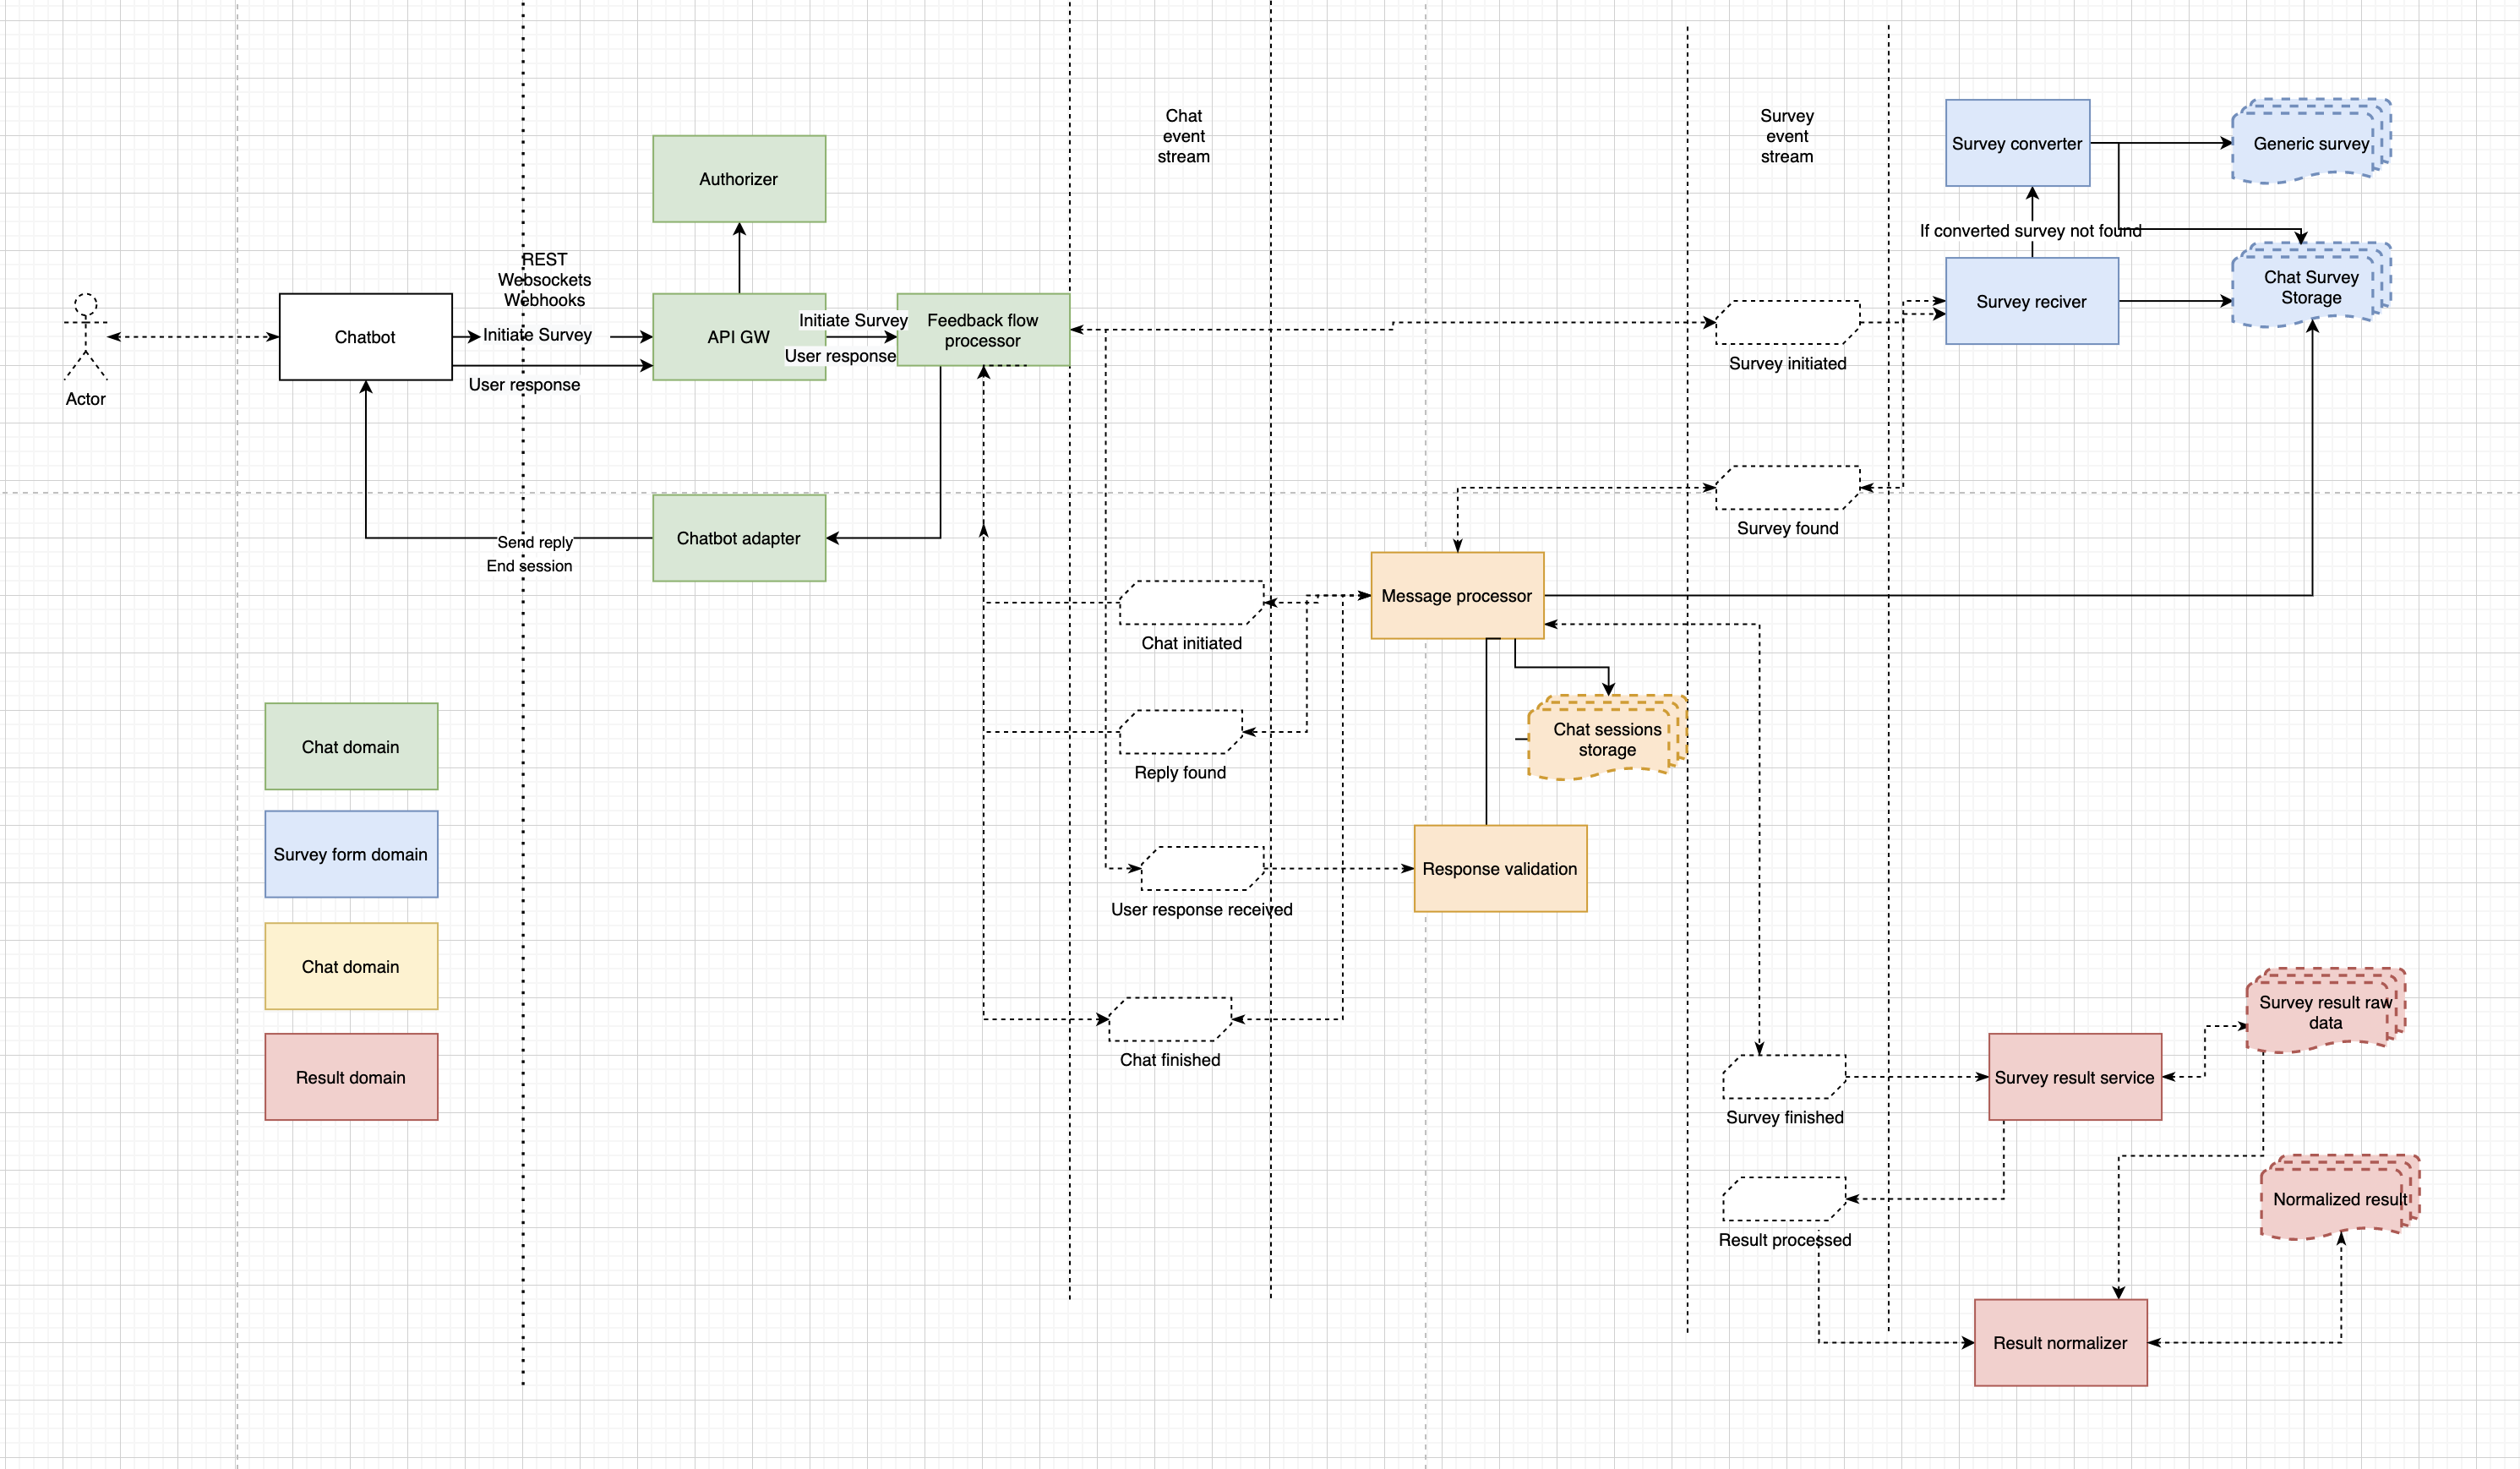 Chat
event
stream
Survey
event
stream
Survey converter
Generic survey
Authorizer
If converted survey not found
REST
Websockets
Webhooks
Chatbot
Initiate Survey
API GW
Initiate Survey
User response
Feedback flow
processor
Survey initiated
Survey reciver
Chat Survey
Storage
User response
Actor
Survey found
Chatbot adapter
Send reply
End session
Message processor
Chat initiated
Chat domain
Reply found
Chat sessions
storage
Survey form domain
User response received
Response validation
Chat domain
Chat finished
Result domain
Survey result raw
data
Survey finished
Survey result service
Normalized result
Result processed
Result normalizer